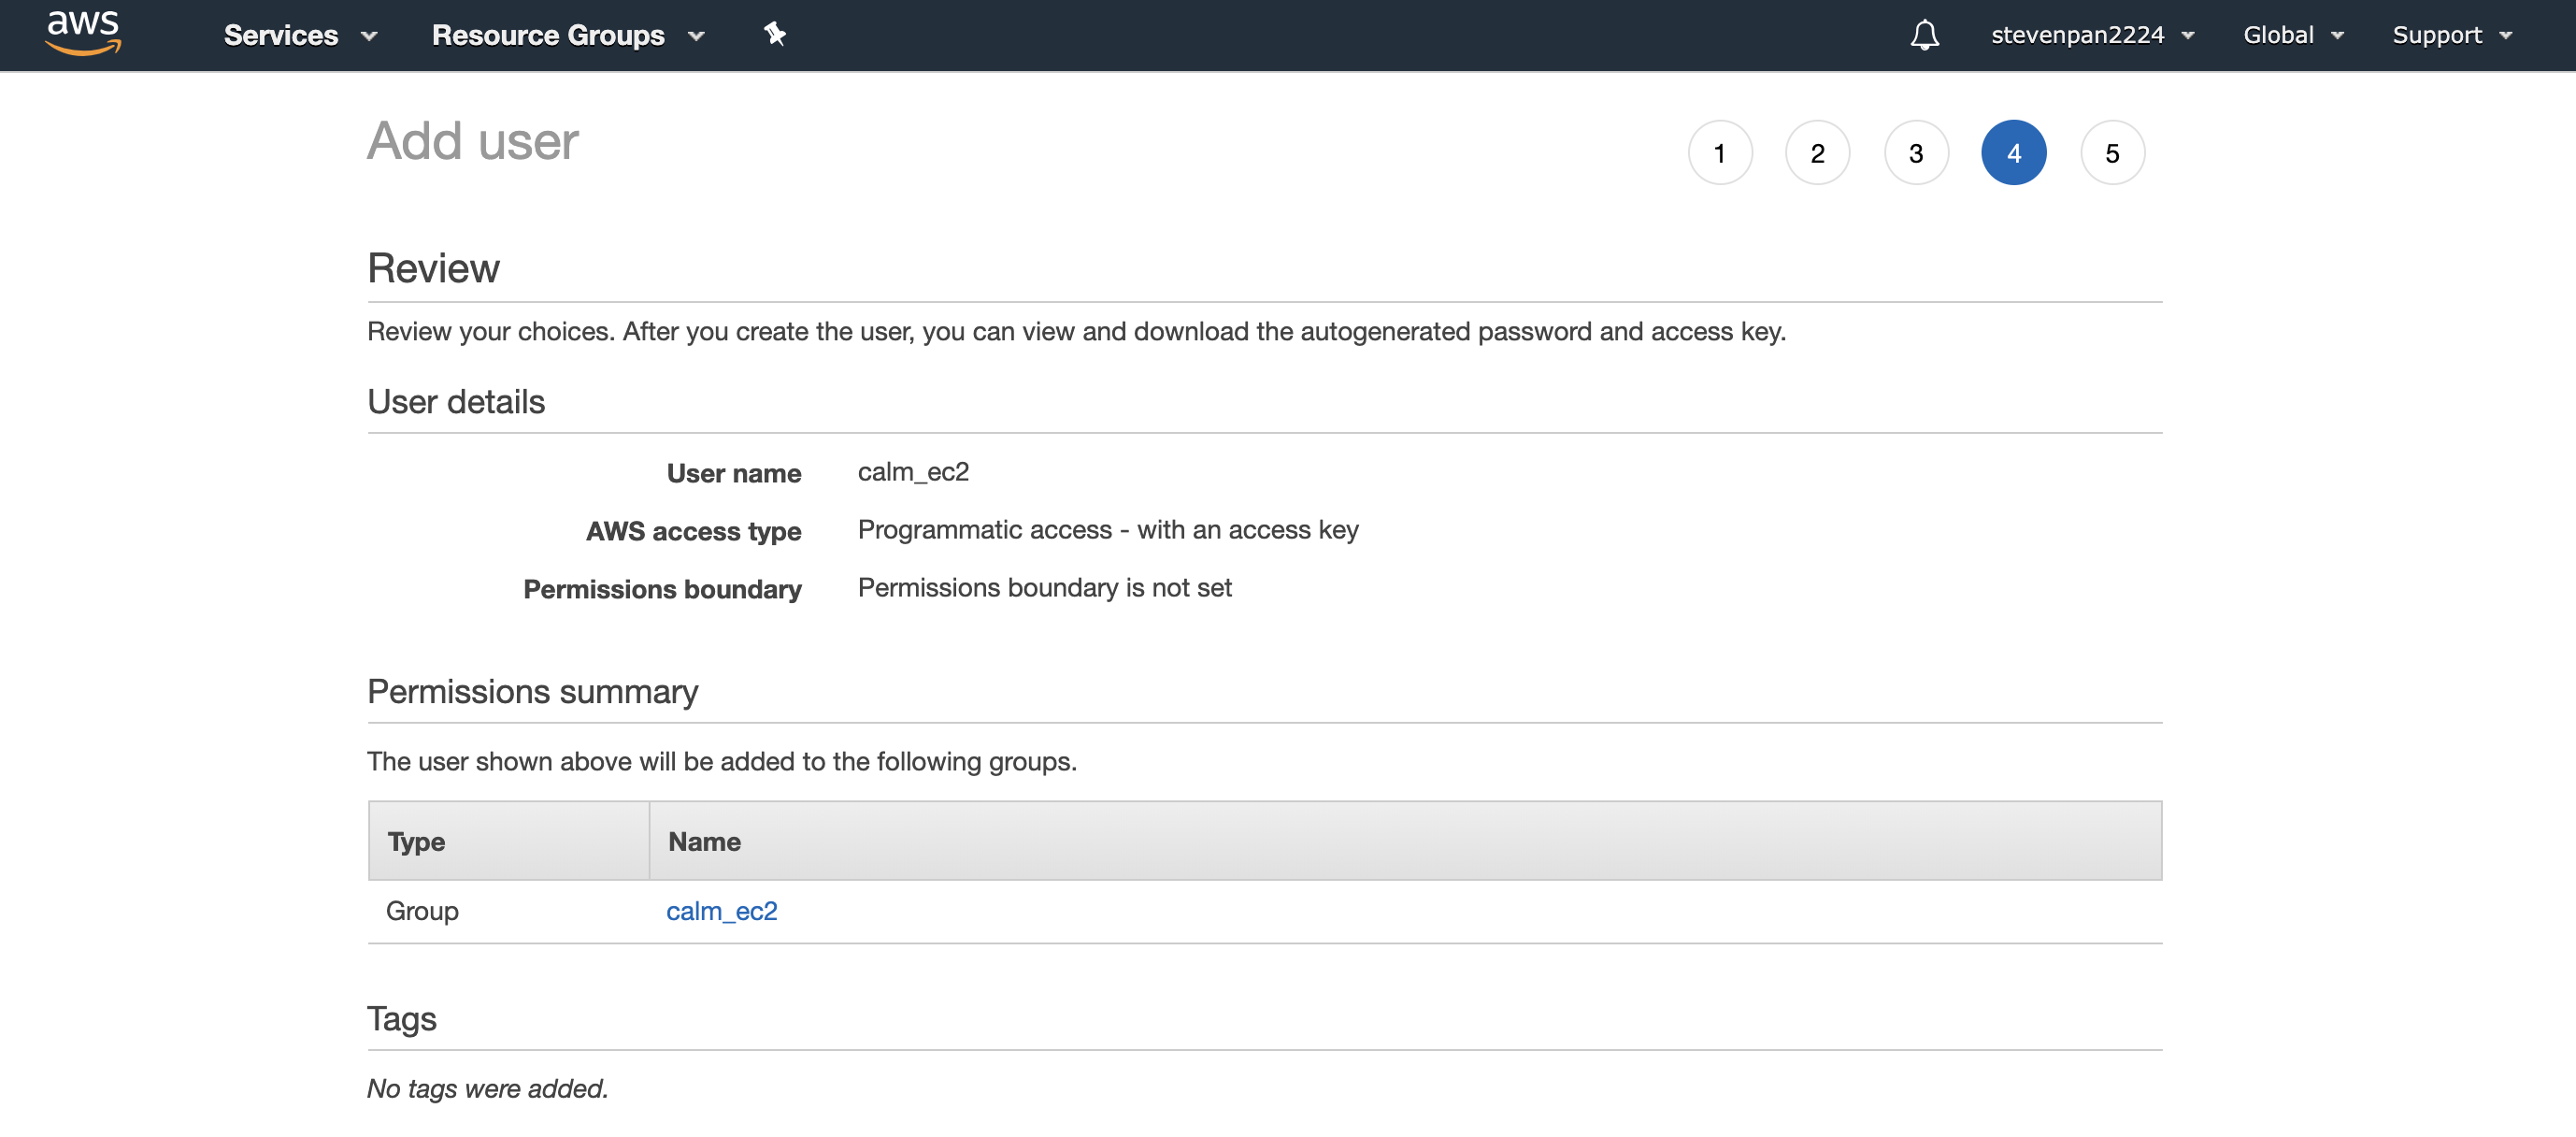 aws Services Resource Groups stevenpan2224 Global Support
Add user 1 2 3 4 5
Review
Review your choices. After you create the user, you can view and download the autogenerated password and access key.
User details
User name calm_ec2
AWS access type Programmatic access - with an access key
Permissions boundary Permissions boundary is not set
Permissions summary
The user shown above will be added to the following groups.
Type Name
Group calm_ec2
Tags
No tags were added.